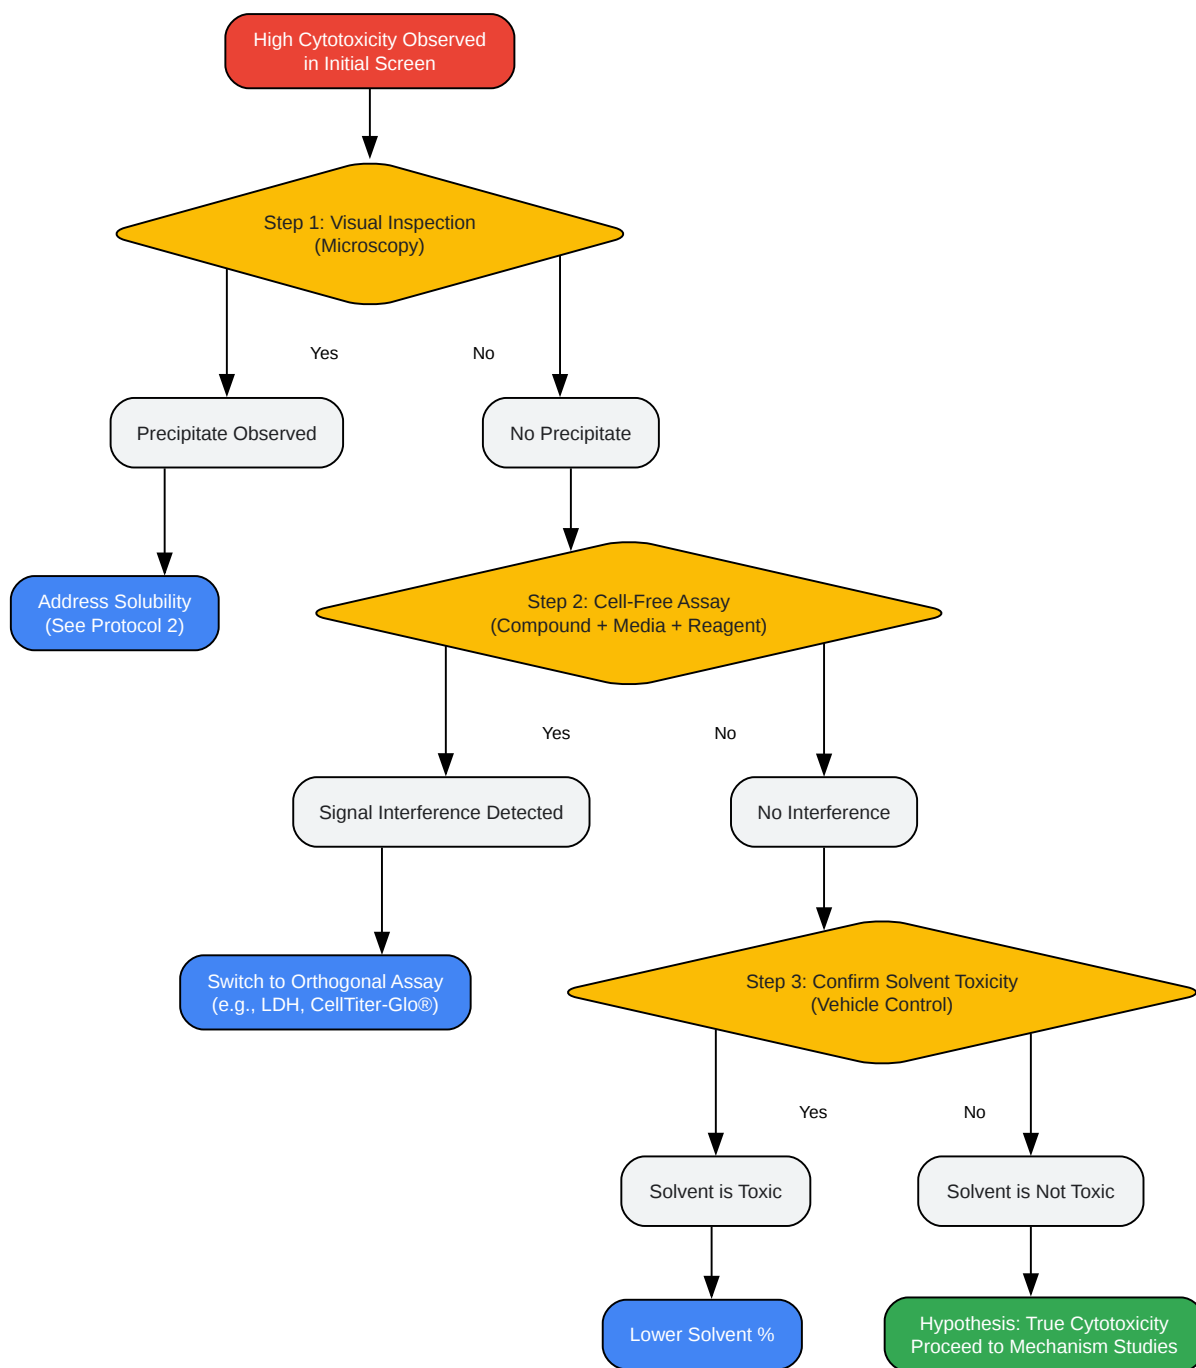 High Cytotoxicity Observed
in Initial Screen
Step 1: Visual Inspection
(Microscopy)
Yes
No
Precipitate Observed
No Precipitate
Address Solubility
(See Protocol 2)
Step 2: Cell-Free Assay
(Compound + Media + Reagent)
Yes
No
Signal Interference Detected
No Interference
Switch to Orthogonal Assay
(e.g., LDH, CellTiter-Glo®)
Step 3: Confirm Solvent Toxicity
(Vehicle Control)
Yes
No
Solvent is Toxic
Solvent is Not Toxic
Lower Solvent %
Hypothesis: True Cytotoxicity
Proceed to Mechanism Studies